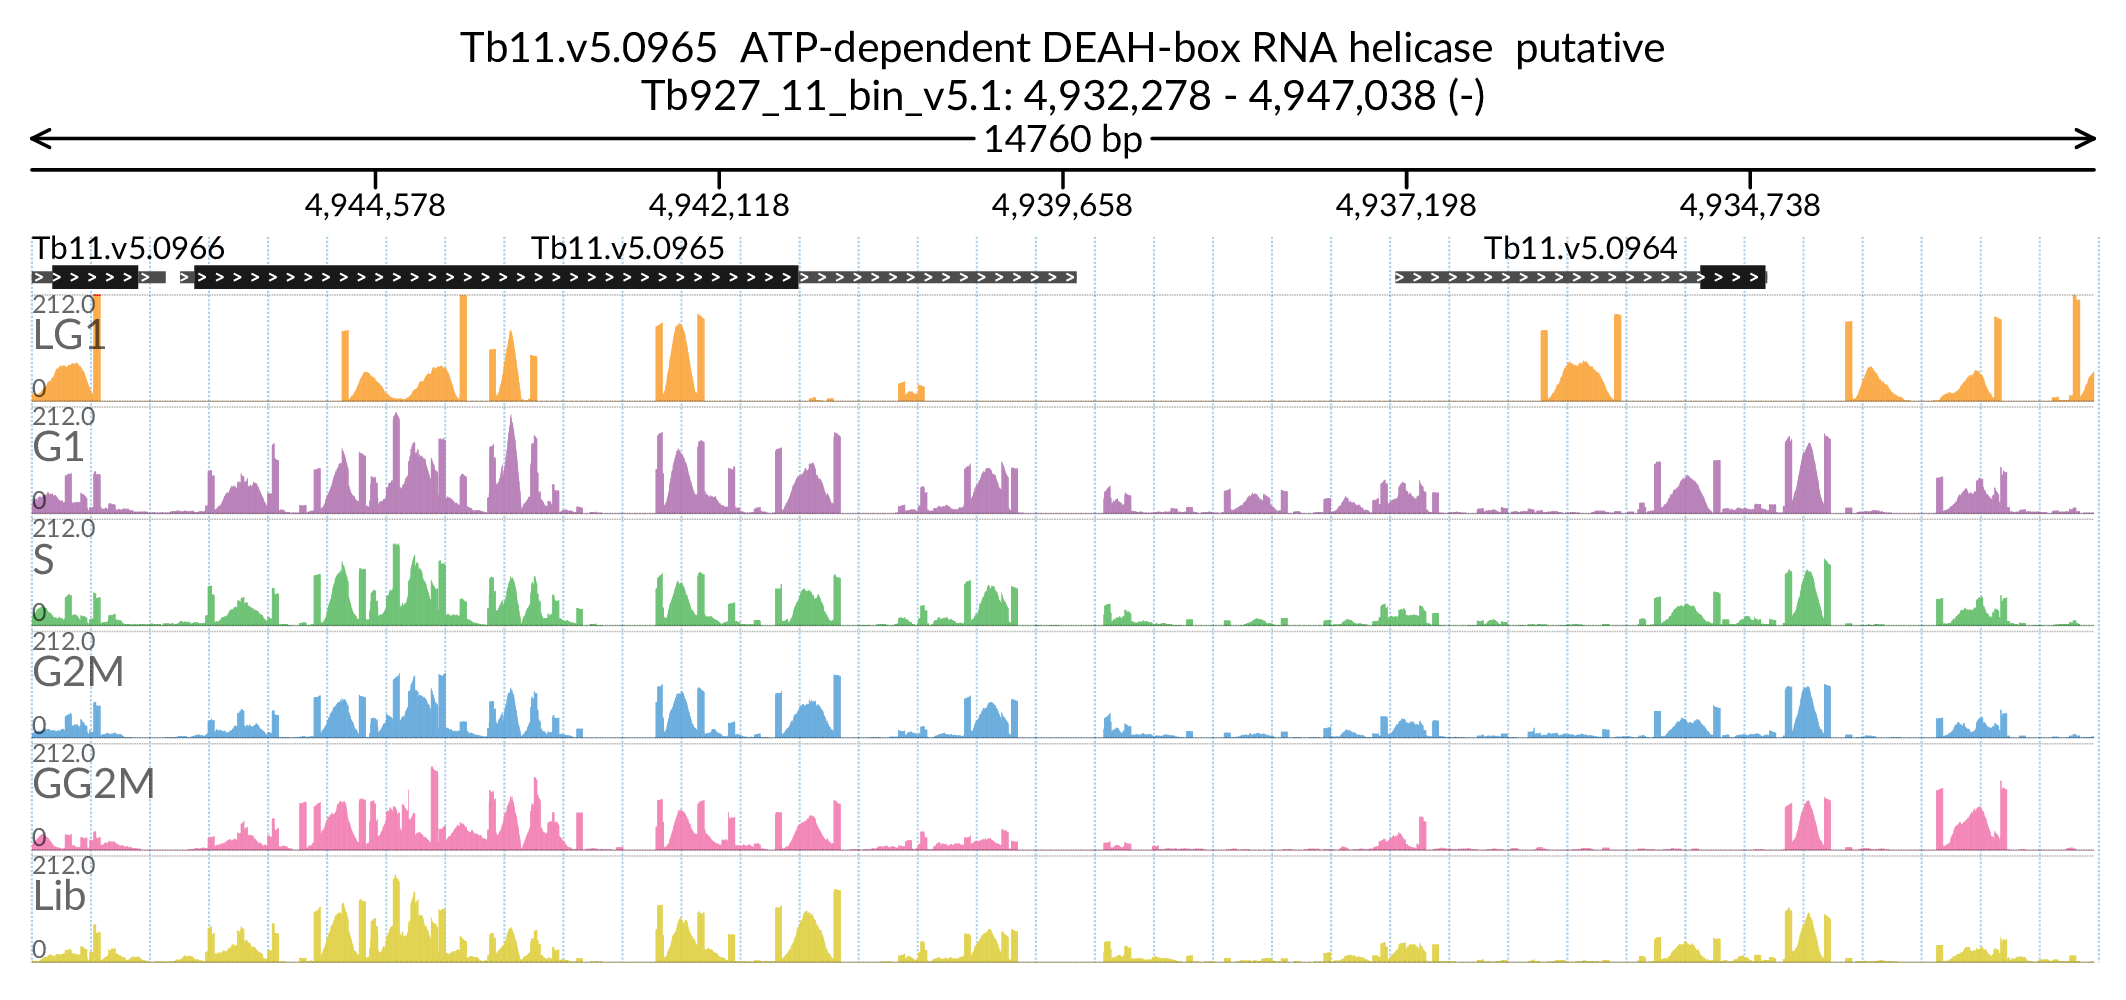 Tb11.v5.0965 ATP-dependent DEAH-box RNA helicase putative
Tb927_11_bin_v5.1: 4,932,278 - 4,947,038 (-)
14760 bp
4,944,578 4,942,118 4,939,658 4,937,198 4,934,738
Tb11.v5.0966 Tb11.v5.0965 Tb11.v5.0964
212.0
LG1
0
212.0
G1
0
212.0
S
0
212.0
G2M
0
212.0
GG2M
0
212.0
Lib
0